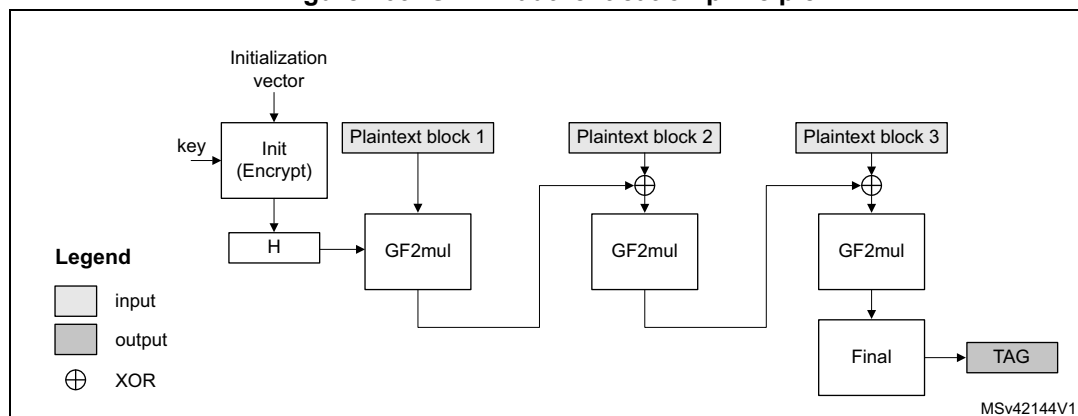 Initialization
vector
key
Init
(Encrypt)
Plaintext block 1
Plaintext block 2
Plaintext block 3
H
GF2mul
GF2mul
GF2mul
Legend
input
output
XOR
Final
TAG
MSv42144V1